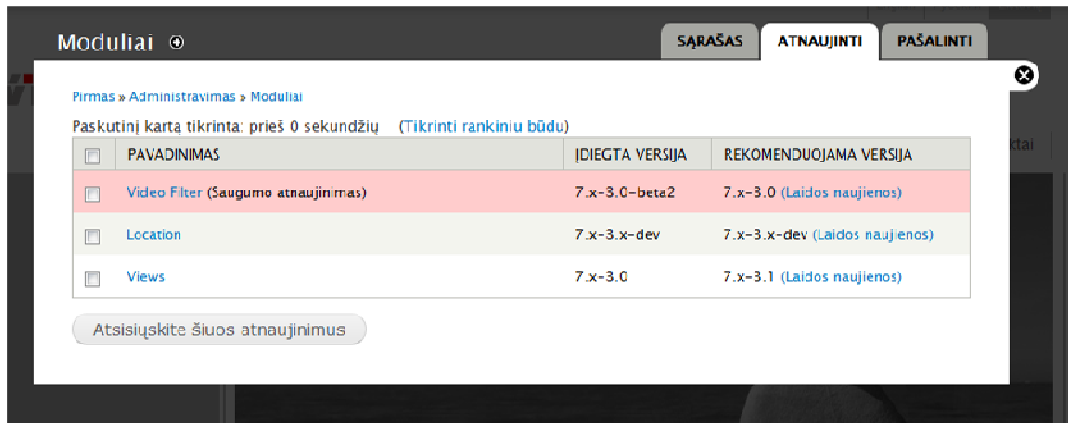 Moduliai
SĄRAŠAS
ATNAUJINTI
PAŠALINTI
Pirmas » Administravimas » Moduliai
Paskutinį kartą tikrinta: prieš 0 sekundžių (Tikrinti rankiniu būdu)
PAVADINIMAS ĮDIEGTA VERSIJA REKOMENDUOJAMA VERSIJA
Video Filter (Saugumo atnaujinimas) 7.x-3.0-beta2 7.x-3.0 (Laidos naujienos)
Location 7.x-3.x-dev 7.x-3.x-dev (Laidos naujienos)
Views 7.x-3.0 7.x-3.1 (Laidos naujienos)
Atsisiųskite šiuos atnaujinimus